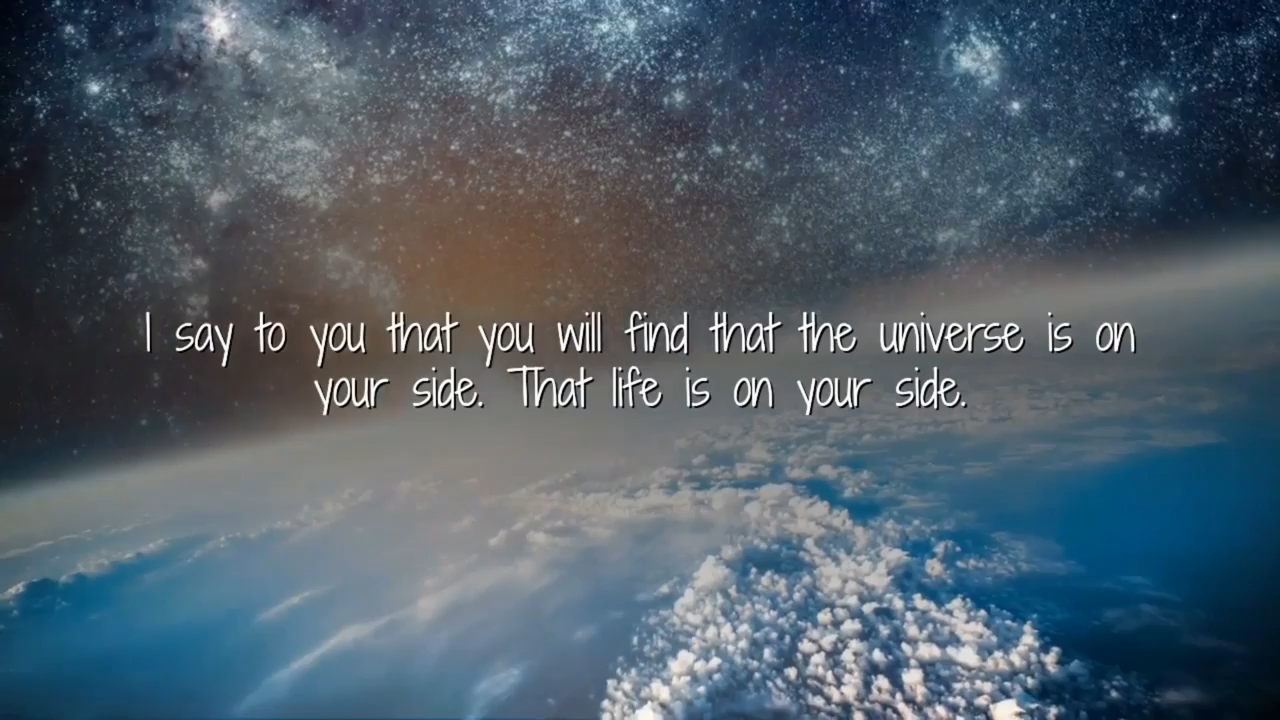 I say to you that you will find that the universe is on
your side. That life is on your side.